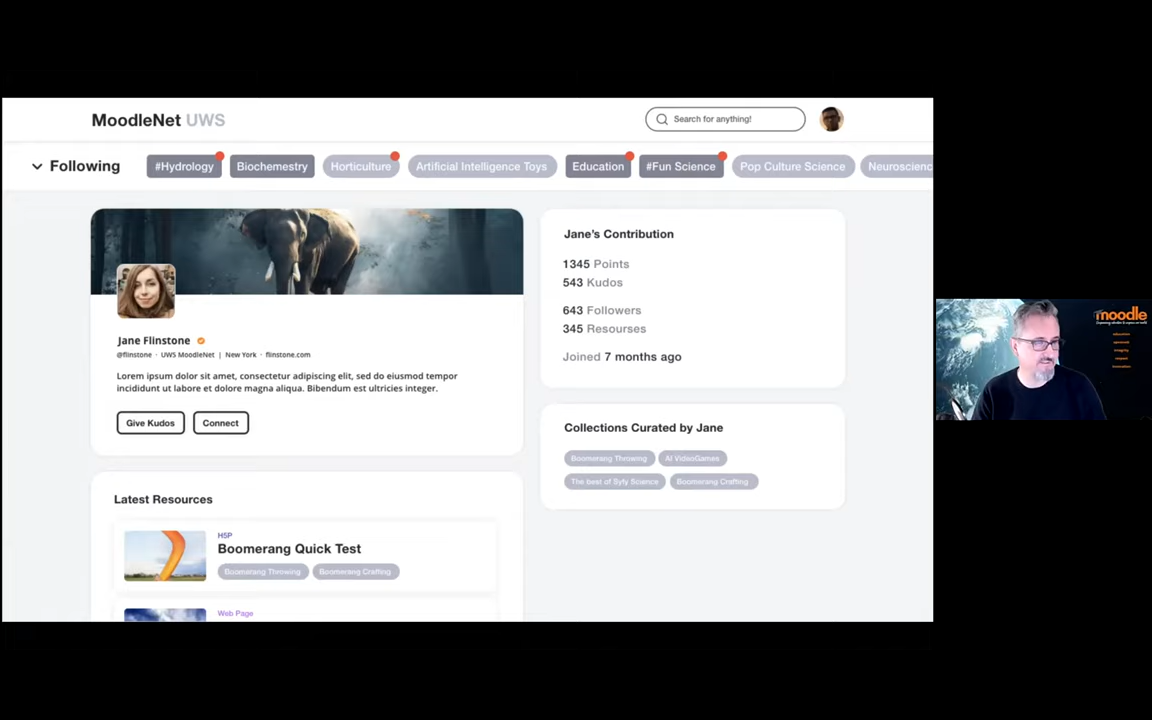 MoodleNet UWS
Search for anything!
Following
#Hydrology
Biochemestry
Horticulture
Artificial Intelligence Toys
Education
#Fun Science
Pop Culture Science
Neuroscienc
Jane Flinstone
@flinstone · UWS MoodleNet | New York · flinstone.com
Lorem ipsum dolor sit amet, consectetur adipiscing elit, sed do eiusmod tempor
incididunt ut labore et dolore magna aliqua. Bibendum est ultricies integer.
Give Kudos
Connect
Jane's Contribution
1345 Points
543 Kudos
643 Followers
345 Resourses
Joined 7 months ago
Collections Curated by Jane
Boomerang Throwing
AI VideoGames
The best of Syfy Science
Boomerang Crafting
Latest Resources
H5P
Boomerang Quick Test
Boomerang Throwing
Boomerang Crafting
Web Page
moodle